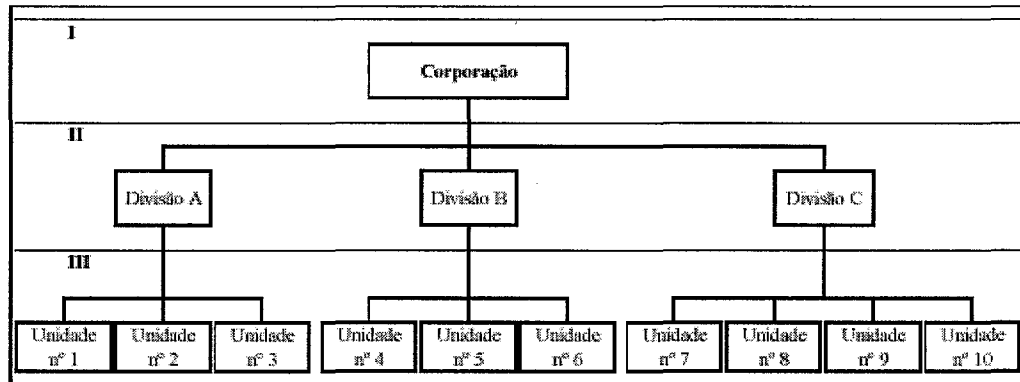 I
Corporação
II
Divisão A
Divisão B
Divisão C
III
Unidade
nº 1
Unidade
nº 2
Unidade
nº 3
Unidade
nº 4
Unidade
nº 5
Unidade
nº 6
Unidade
nº 7
Unidade
nº 8
Unidade
nº 9
Unidade
nº 10